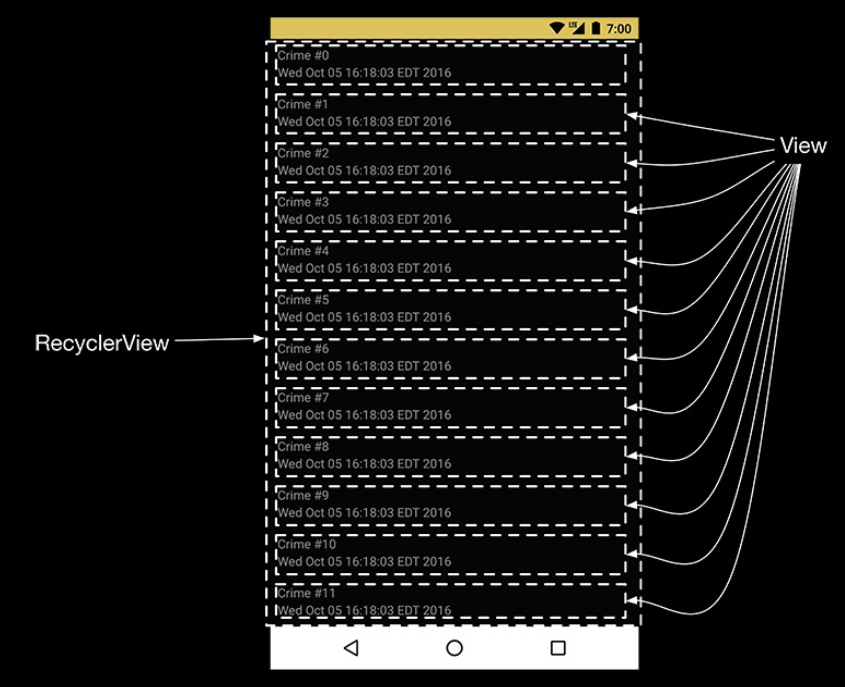 LTE 7:00
Crime #0
Wed Oct 05 16:18:03 EDT 2016
Crime #1
Wed Oct 05 16:18:03 EDT 2016
View
Crime #2
Wed Oct 05 16:18:03 EDT 2016
Crime #3
Wed Oct 05 16:18:03 EDT 2016
Crime #4
Wed Oct 05 16:18:03 EDT 2016
Crime #5
Wed Oct 05 16:18:03 EDT 2016
RecyclerView
Crime #6
Wed Oct 05 16:18:03 EDT 2016
Crime #7
Wed Oct 05 16:18:03 EDT 2016
Crime #8
Wed Oct 05 16:18:03 EDT 2016
Crime #9
Wed Oct 05 16:18:03 EDT 2016
Crime #10
Wed Oct 05 16:18:03 EDT 2016
Crime #11
Wed Oct 05 16:18:03 EDT 2016